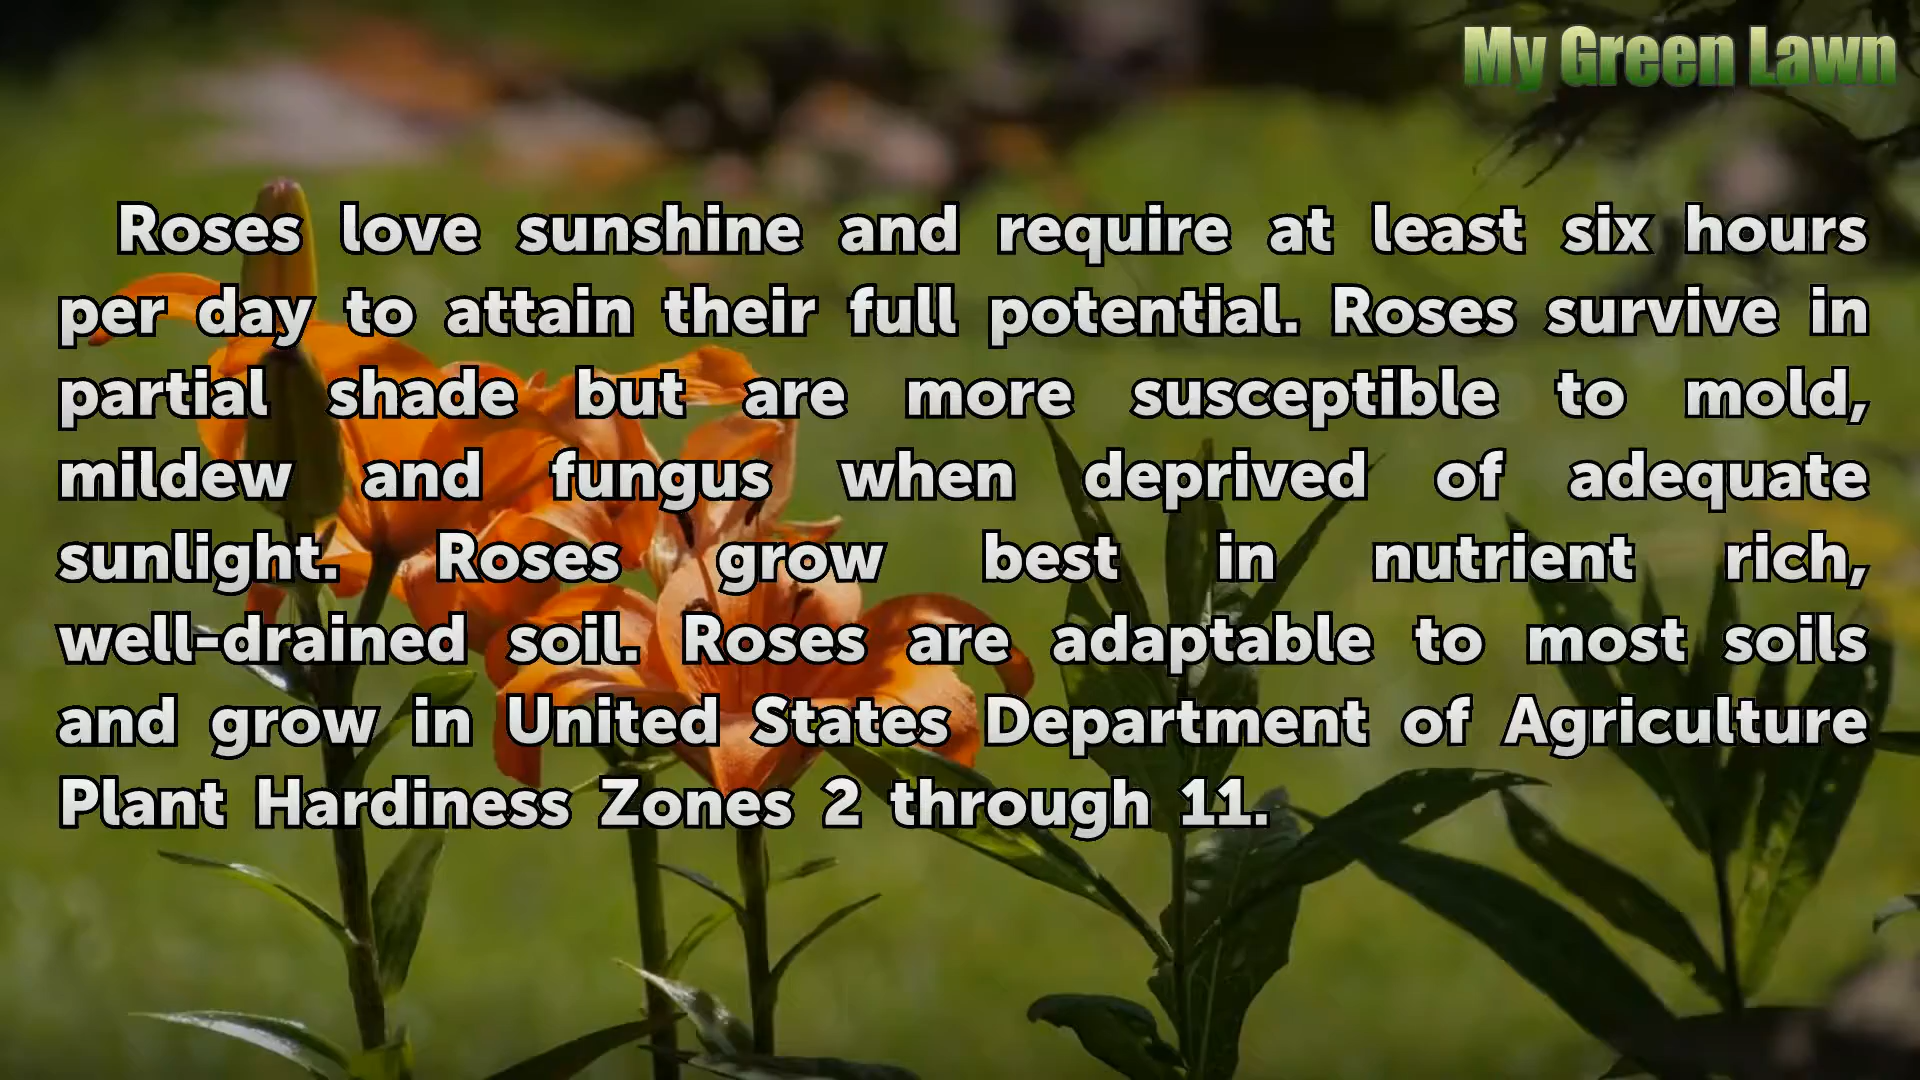 My Green Lawn
Roses love sunshine and require at least six hours
per day to attain their full potential. Roses survive in
partial shade but are more susceptible to mold,
mildew and fungus when deprived of adequate
sunlight. Roses grow best in nutrient rich,
well-drained soil. Roses are adaptable to most soils
and grow in United States Department of Agriculture
Plant Hardiness Zones 2 through 11.